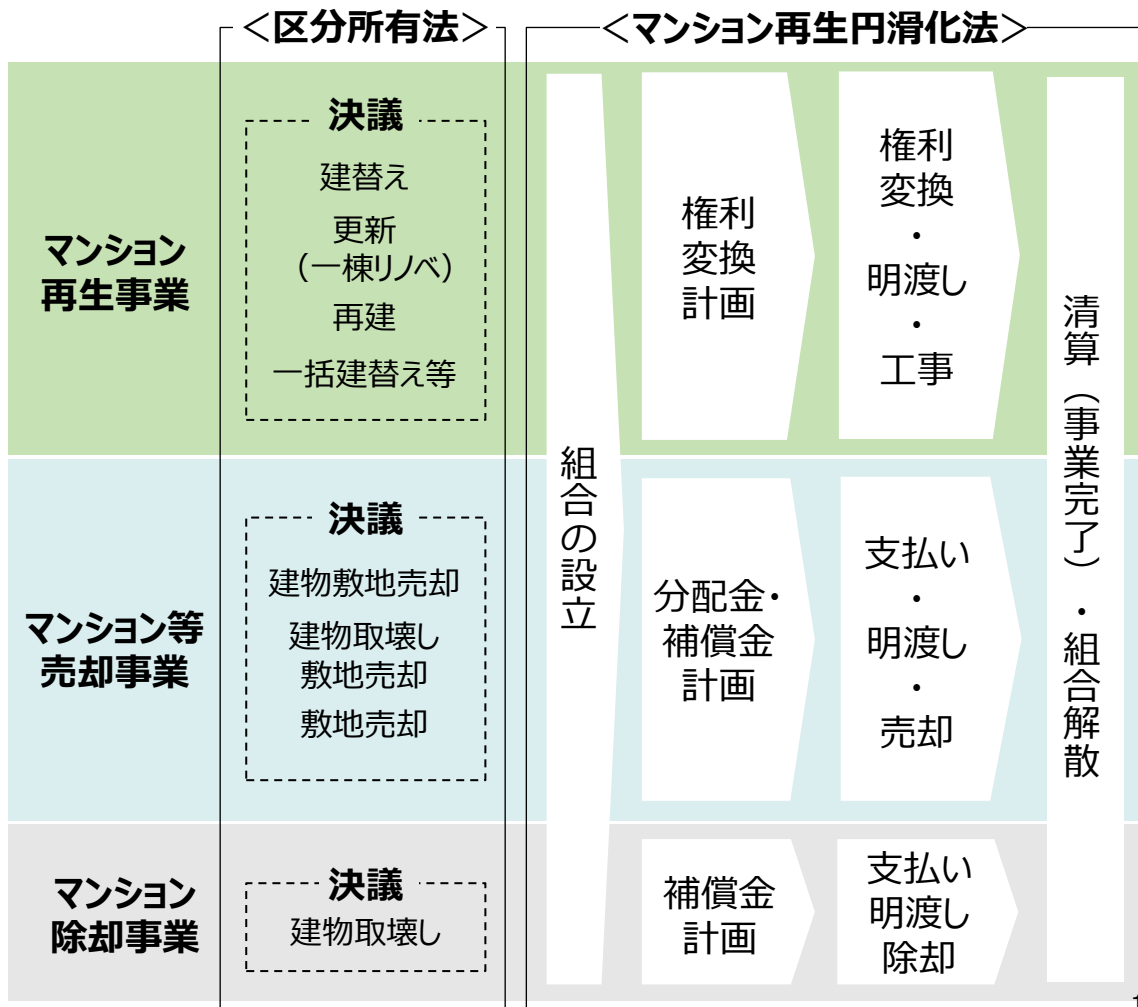 ＜区分所有法＞
＜マンション再生円滑化法＞
マンション
再生事業
決議
建替え
更新
（一棟リノベ）
再建
一括建替え等
組合の設立
権利
変換
計画
権利
変換
・
明渡し
・
工事
清算（事業完了）・組合解散
マンション等
売却事業
決議
建物敷地売却
建物取壊し
敷地売却
敷地売却
分配金・
補償金
計画
支払い
・
明渡し
・
売却
マンション
除却事業
決議
建物取壊し
補償金
計画
支払い
明渡し
除却